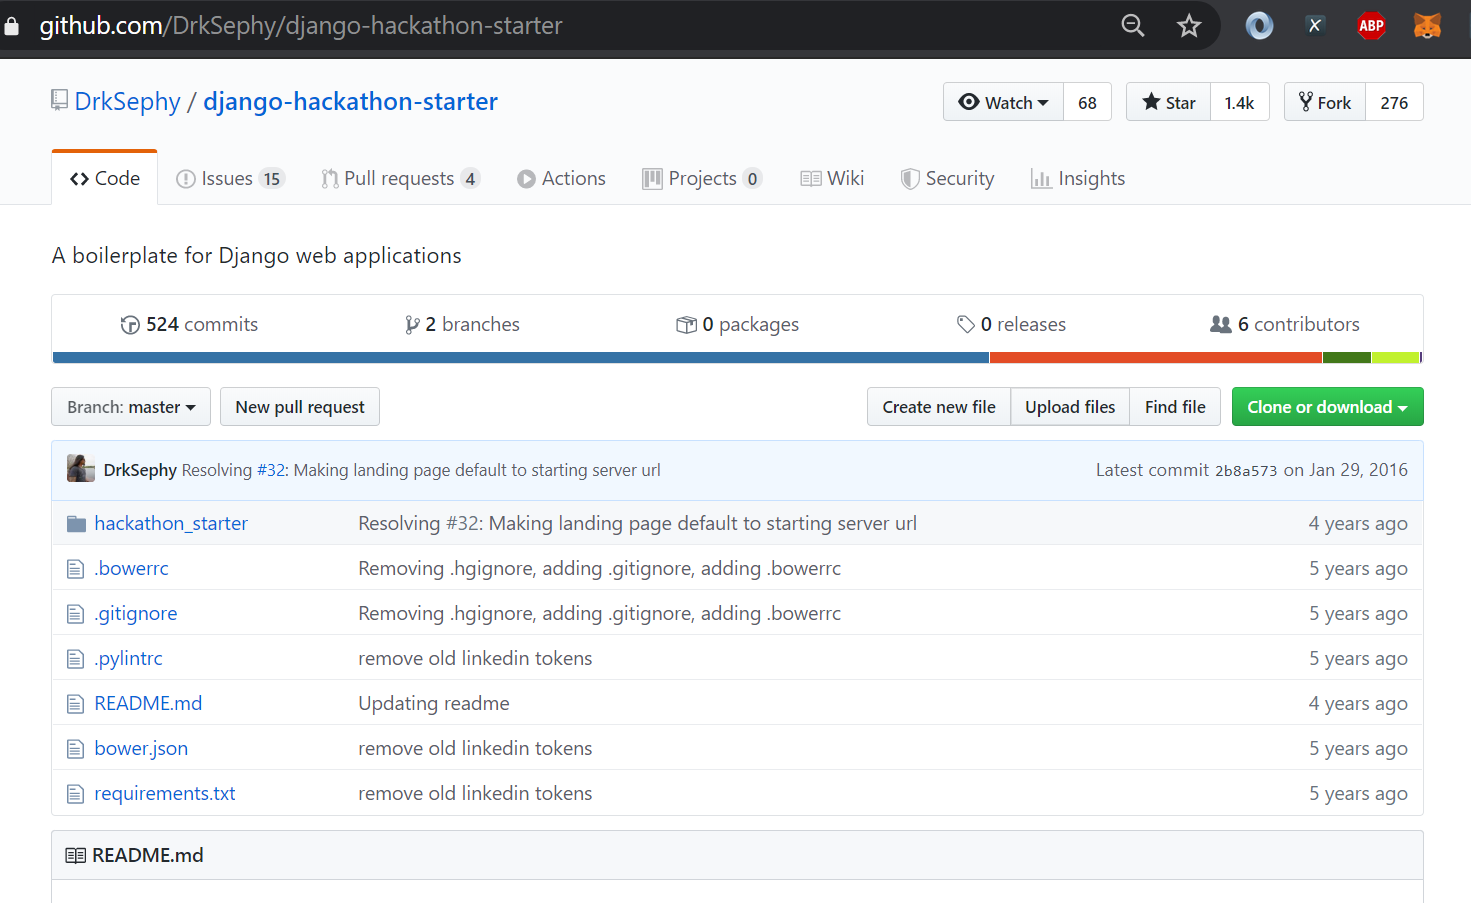 github.com/DrkSephy/django-hackathon-starter
ABP
DrkSephy / django-hackathon-starter
Watch 68
Star 1.4k
Fork 276
Code
Issues 15
Pull requests 4
Actions
Projects 0
Wiki
Security
Insights
A boilerplate for Django web applications
524 commits
2 branches
0 packages
0 releases
6 contributors
Branch: master
New pull request
Create new file
Upload files
Find file
Clone or download
DrkSephy Resolving #32: Making landing page default to starting server url
Latest commit 2b8a573 on Jan 29, 2016
hackathon_starter Resolving #32: Making landing page default to starting server url 4 years ago
.bowerrc Removing .hgignore, adding .gitignore, adding .bowerrc 5 years ago
.gitignore Removing .hgignore, adding .gitignore, adding .bowerrc 5 years ago
.pylintrc remove old linkedin tokens 5 years ago
README.md Updating readme 4 years ago
bower.json remove old linkedin tokens 5 years ago
requirements.txt remove old linkedin tokens 5 years ago
README.md